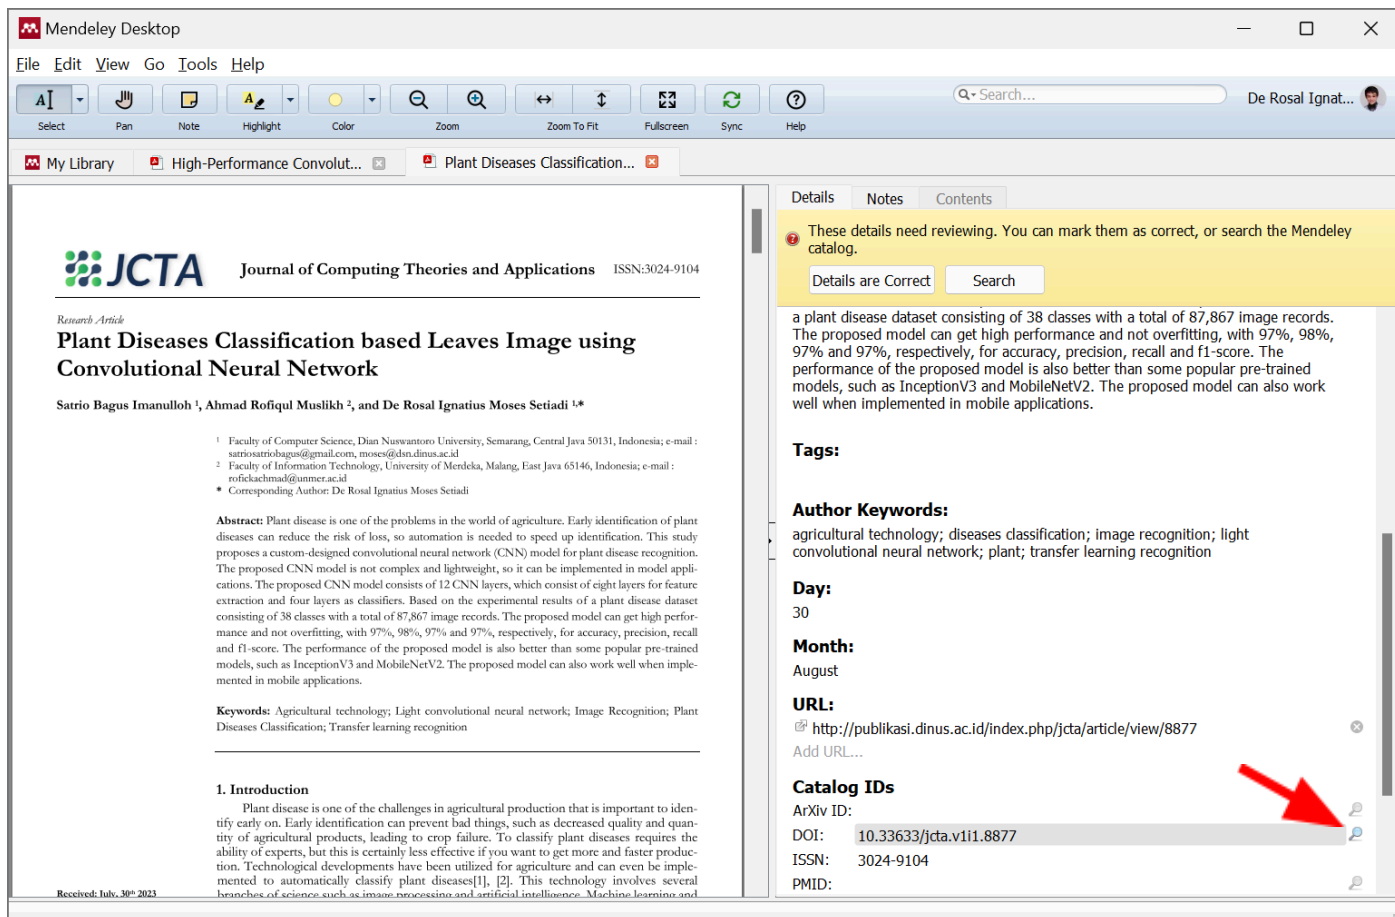 Mendeley Desktop
File Edit View Go Tools Help
Select Pan Note Highlight Color Zoom Zoom To Fit Fullscreen Sync Help
Search...
De Rosal Ignat...
My Library High-Performance Convolut... Plant Diseases Classification...
JCTA Journal of Computing Theories and Applications ISSN:3024-9104
Research Article
Plant Diseases Classification based Leaves Image using
Convolutional Neural Network
Satrio Bagus Imanulloh 1, Ahmad Rofiqul Muslikh 2, and De Rosal Ignatius Moses Setiadi 1,*
1 Faculty of Computer Science, Dian Nuswantoro University, Semarang, Central Java 50131, Indonesia; e-mail :
satriosatriobagus@gmail.com, moses@dsn.dinus.ac.id
2 Faculty of Information Technology, University of Merdeka, Malang, East Java 65146, Indonesia; e-mail :
rofickachmad@unmer.ac.id
* Corresponding Author: De Rosal Ignatius Moses Setiadi
Abstract: Plant disease is one of the problems in the world of agriculture. Early identification of plant
diseases can reduce the risk of loss, so automation is needed to speed up identification. This study
proposes a custom-designed convolutional neural network (CNN) model for plant disease recognition.
The proposed CNN model is not complex and lightweight, so it can be implemented in model appli-
cations. The proposed CNN model consists of 12 CNN layers, which consist of eight layers for feature
extraction and four layers as classifiers. Based on the experimental results of a plant disease dataset
consisting of 38 classes with a total of 87,867 image records. The proposed model can get high perfor-
mance and not overfitting, with 97%, 98%, 97% and 97%, respectively, for accuracy, precision, recall
and f1-score. The performance of the proposed model is also better than some popular pre-trained
models, such as InceptionV3 and MobileNetV2. The proposed model can also work well when imple-
mented in mobile applications.
Keywords: Agricultural technology; Light convolutional neural network; Image Recognition; Plant
Diseases Classification; Transfer learning recognition
1. Introduction
Plant disease is one of the challenges in agricultural production that is important to iden-
tify early on. Early identification can prevent bad things, such as decreased quality and quan-
tity of agricultural products, leading to crop failure. To classify plant diseases requires the
ability of experts, but this is certainly less effective if you want to get more and faster produc-
tion. Technological developments have been utilized for agriculture and can even be imple-
mented to automatically classify plant diseases[1], [2]. This technology involves several
Received: July, 30th 2023
branches of science such as image processing and artificial intelligence. Machine learning and
Details Notes Contents
These details need reviewing. You can mark them as correct, or search the Mendeley
catalog.
Details are Correct Search
a plant disease dataset consisting of 38 classes with a total of 87,867 image records.
The proposed model can get high performance and not overfitting, with 97%, 98%,
97% and 97%, respectively, for accuracy, precision, recall and f1-score. The
performance of the proposed model is also better than some popular pre-trained
models, such as InceptionV3 and MobileNetV2. The proposed model can also work
well when implemented in mobile applications.
Tags:
Author Keywords:
agricultural technology; diseases classification; image recognition; light
convolutional neural network; plant; transfer learning recognition
Day:
30
Month:
August
URL:
http://publikasi.dinus.ac.id/index.php/jcta/article/view/8877
Add URL...
Catalog IDs
ArXiv ID:
DOI: 10.33633/jcta.v1i1.8877
ISSN: 3024-9104
PMID: